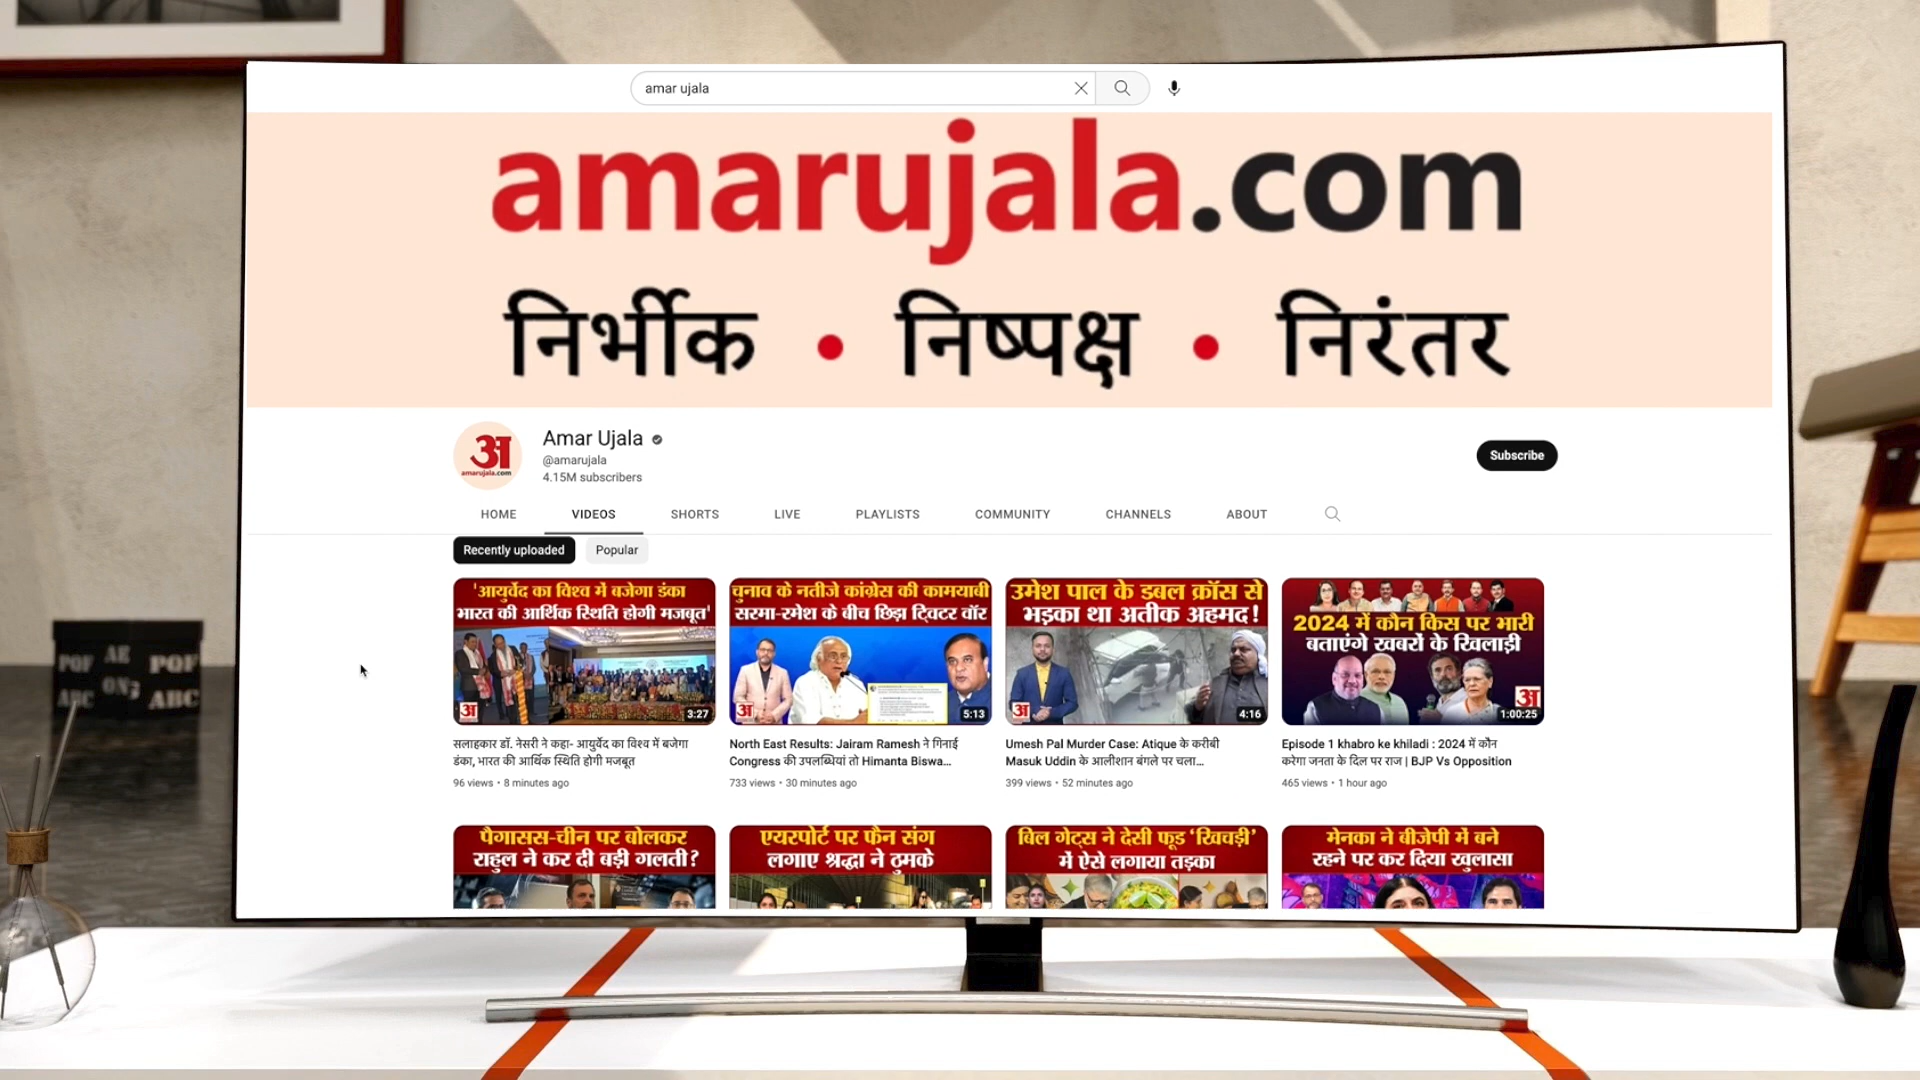 amar ujala
amarujala.com
निर्भीक • निष्पक्ष • निरंतर
अ
amarujala.com
Amar Ujala
@amarujala
4.15M subscribers
Subscribe
HOME VIDEOS SHORTS LIVE PLAYLISTS COMMUNITY CHANNELS ABOUT
Recently uploaded Popular
'आयुर्वेद का विश्व में बजेगा डंका
भारत की आर्थिक स्थिति होगी मजबूत'
अ
3:27
सलाहकार डॉ. नेसरी ने कहा- आयुर्वेद का विश्व में बजेगा
डंका, भारत की आर्थिक स्थिति होगी मजबूत
96 views • 8 minutes ago
चुनाव के नतीजे कांग्रेस की कामयाबी
सरमा-रमेश के बीच छिड़ा ट्विटर वॉर
अ
5:13
North East Results: Jairam Ramesh ने गिनाई
Congress की उपलब्धियां तो Himanta Biswa...
733 views • 30 minutes ago
उमेश पाल के डबल क्रॉस से
भड़का था अतीक अहमद!
अ
4:16
Umesh Pal Murder Case: Atique के करीबी
Masuk Uddin के आलीशान बंगले पर चला...
399 views • 52 minutes ago
2024 में कौन किस पर भारी
बताएंगे खबरों के खिलाड़ी
अ
1:00:25
Episode 1 khabro ke khiladi : 2024 में कौन
करेगा जनता के दिल पर राज | BJP Vs Opposition
465 views • 1 hour ago
पैगासस-चीन पर बोलकर
राहुल ने कर दी बड़ी गलती?
एयरपोर्ट पर फैन संग
लगाए श्रद्धा ने ठुमके
बिल गेट्स ने देसी फूड 'खिचड़ी'
में ऐसे लगाया तड़का
मेनका ने बीजेपी में बने
रहने पर कर दिया खुलासा